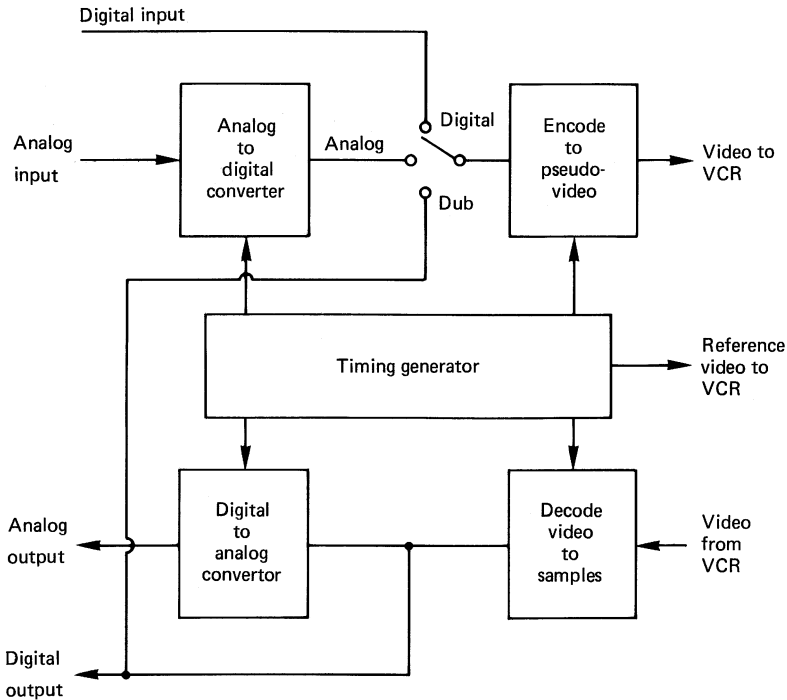 Digital input
Analog
input
Analog
to
digital
converter
Analog
Digital
Dub
Encode
to
pseudo-
video
Video to
VCR
Timing generator
Reference
video to
VCR
Analog
output
Digital
to
analog
convertor
Decode
video
to
samples
Video
from
VCR
Digital
output